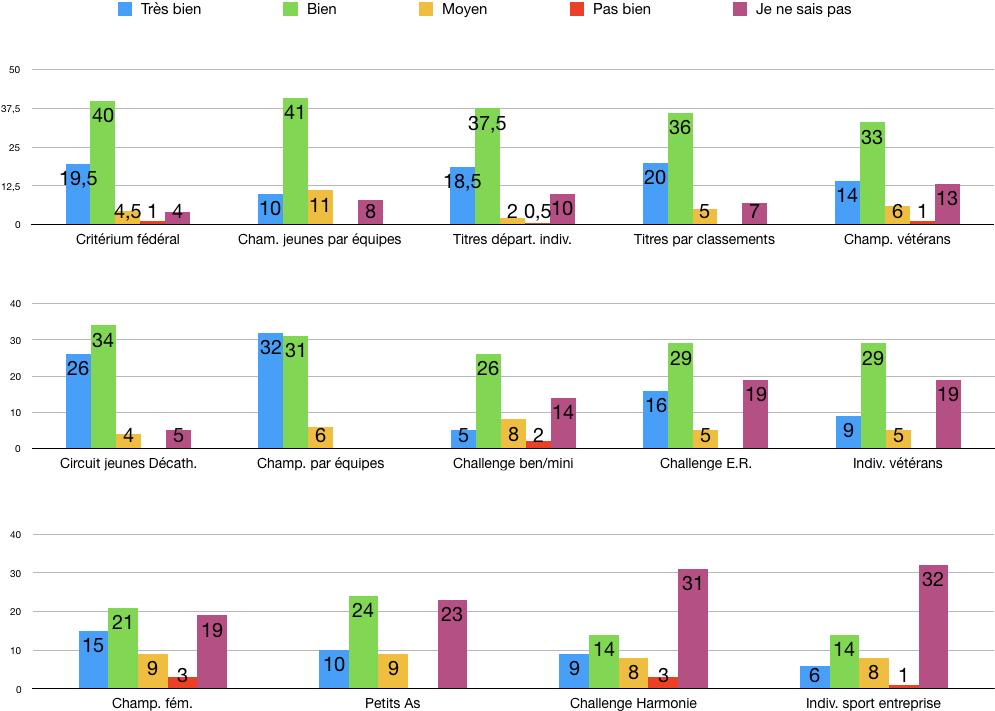 Très bien Bien Moyen Pas bien Je ne sais pas
50
37,5
25
12,5
0
19,5 40 4,5 1 4 10 41 11 8 18,5 37,5 2 0,5 10 20 36 5 7 14 33 6 1 13
Critérium fédéral Cham. jeunes par équipes Titres départ. indiv. Titres par classements Champ. vétérans
40
30
20
10
0
26 34 4 5 32 31 6 5 26 8 2 14 16 29 5 19 9 29 5 19
Circuit jeunes Décath. Champ. par équipes Challenge ben/mini Challenge E.R. Indiv. vétérans
40
30
20
10
0
15 21 9 3 19 10 24 9 23 9 14 8 3 31 6 14 8 1 32
Champ. fém. Petits As Challenge Harmonie Indiv. sport entreprise